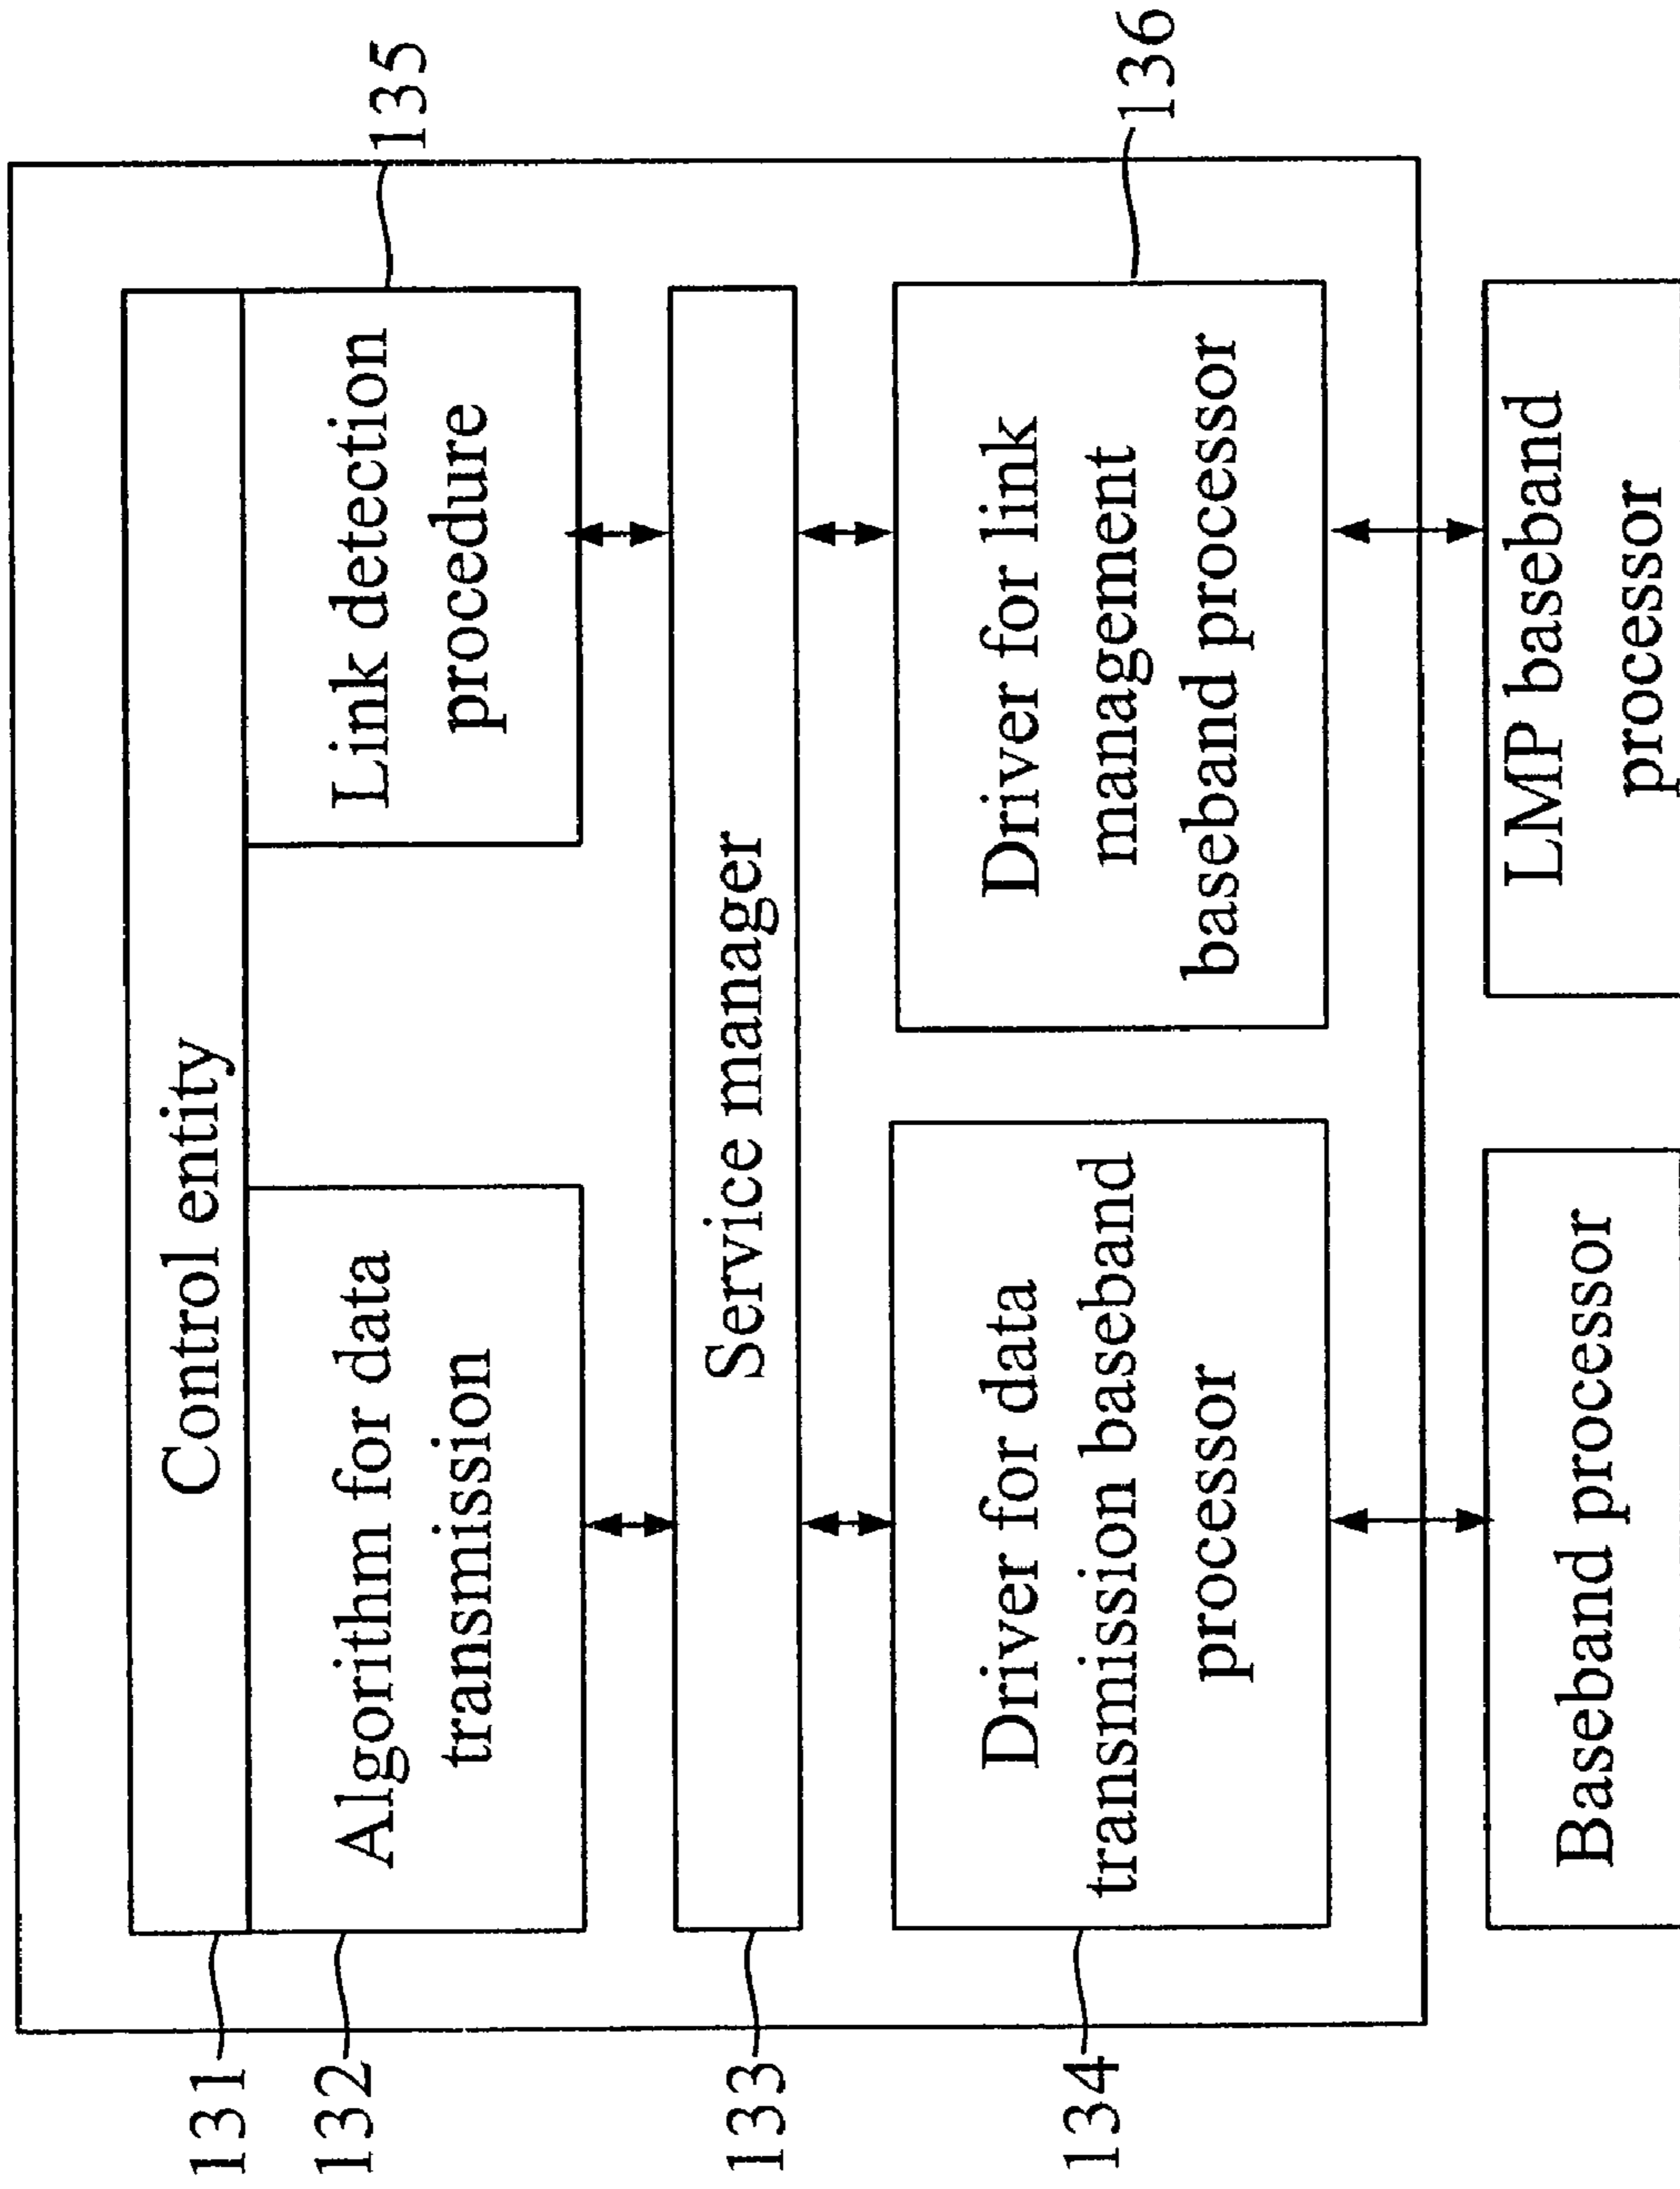 131
Control entity
132
Algorithm for data
transmission
135
Link detection
procedure
133
Service manager
134
Driver for data
transmission baseband
processor
136
Driver for link
management
baseband processor
Baseband processor
LMP baseband
processor